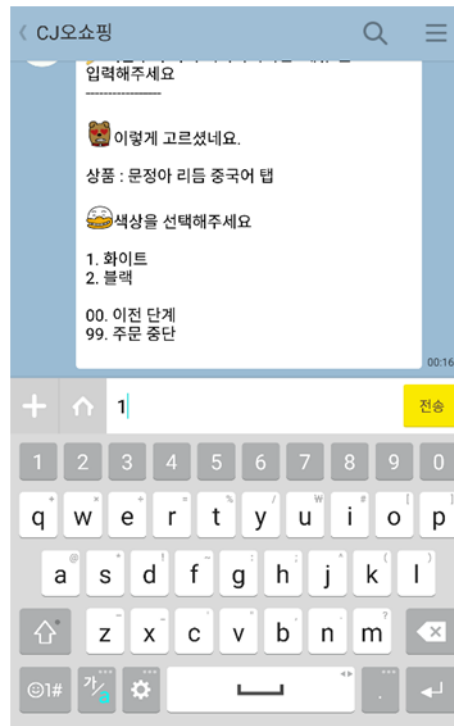 CJ오쇼핑
입력해주세요
----------------
이렇게 고르셨네요.
상품 : 문정아 리듬 중국어 탭
색상을 선택해주세요
1. 화이트
2. 블랙
00. 이전 단계
99. 주문 중단
00:16
1
전송
1 2 3 4 5 6 7 8 9 0
q w e r t y u i o p
a s d f g h j k l
z x c v b n m
☺1# 가/a .